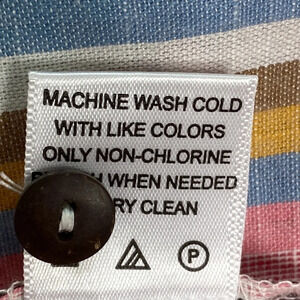 MACHINE WASH COLD
WITH LIKE COLORS
ONLY NON-CHLORINE
WHEN NEEDED
CLEAN
P